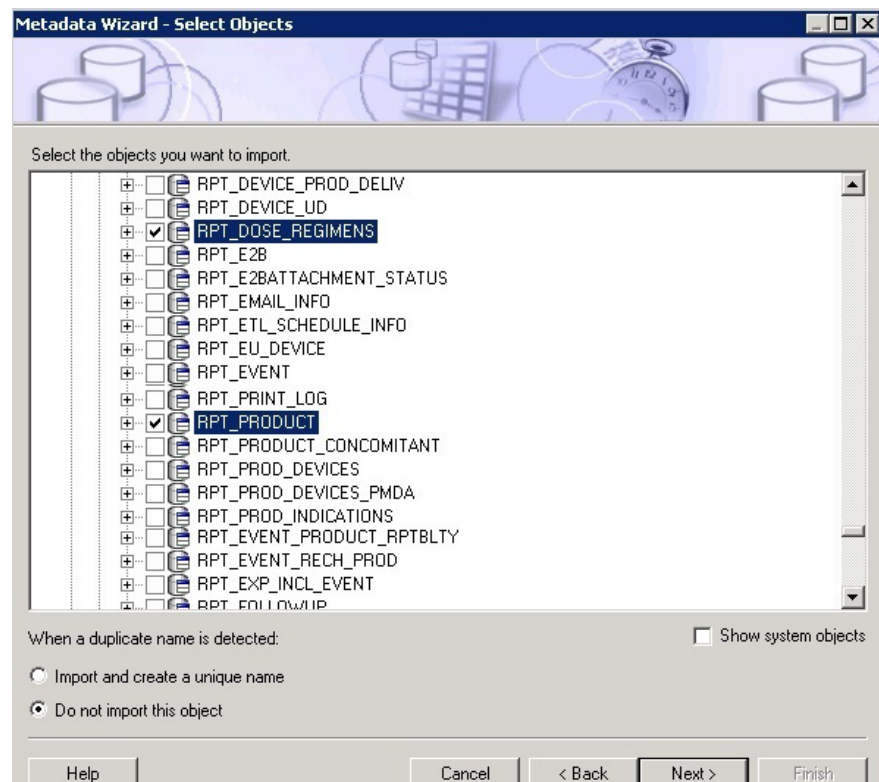 Metadata Wizard - Select Objects
Select the objects you want to import.
RPT_DEVICE_PROD_DELIV
RPT_DEVICE_UD
RPT_DOSE_REGIMENS
RPT_E2B
RPT_E2BATTACHMENT_STATUS
RPT_EMAIL_INFO
RPT_ETL_SCHEDULE_INFO
RPT_EU_DEVICE
RPT_EVENT
RPT_PRINT_LOG
RPT_PRODUCT
RPT_PRODUCT_CONCOMITANT
RPT_PROD_DEVICES
RPT_PROD_DEVICES_PMDA
RPT_PROD_INDICATIONS
RPT_EVENT_PRODUCT_RPTBLTY
RPT_EVENT_RECH_PROD
RPT_EXP_INCL_EVENT
RPT_FOLLOWUP
When a duplicate name is detected:
Show system objects
Import and create a unique name
Do not import this object
Help
Cancel
< Back
Next >
Finish